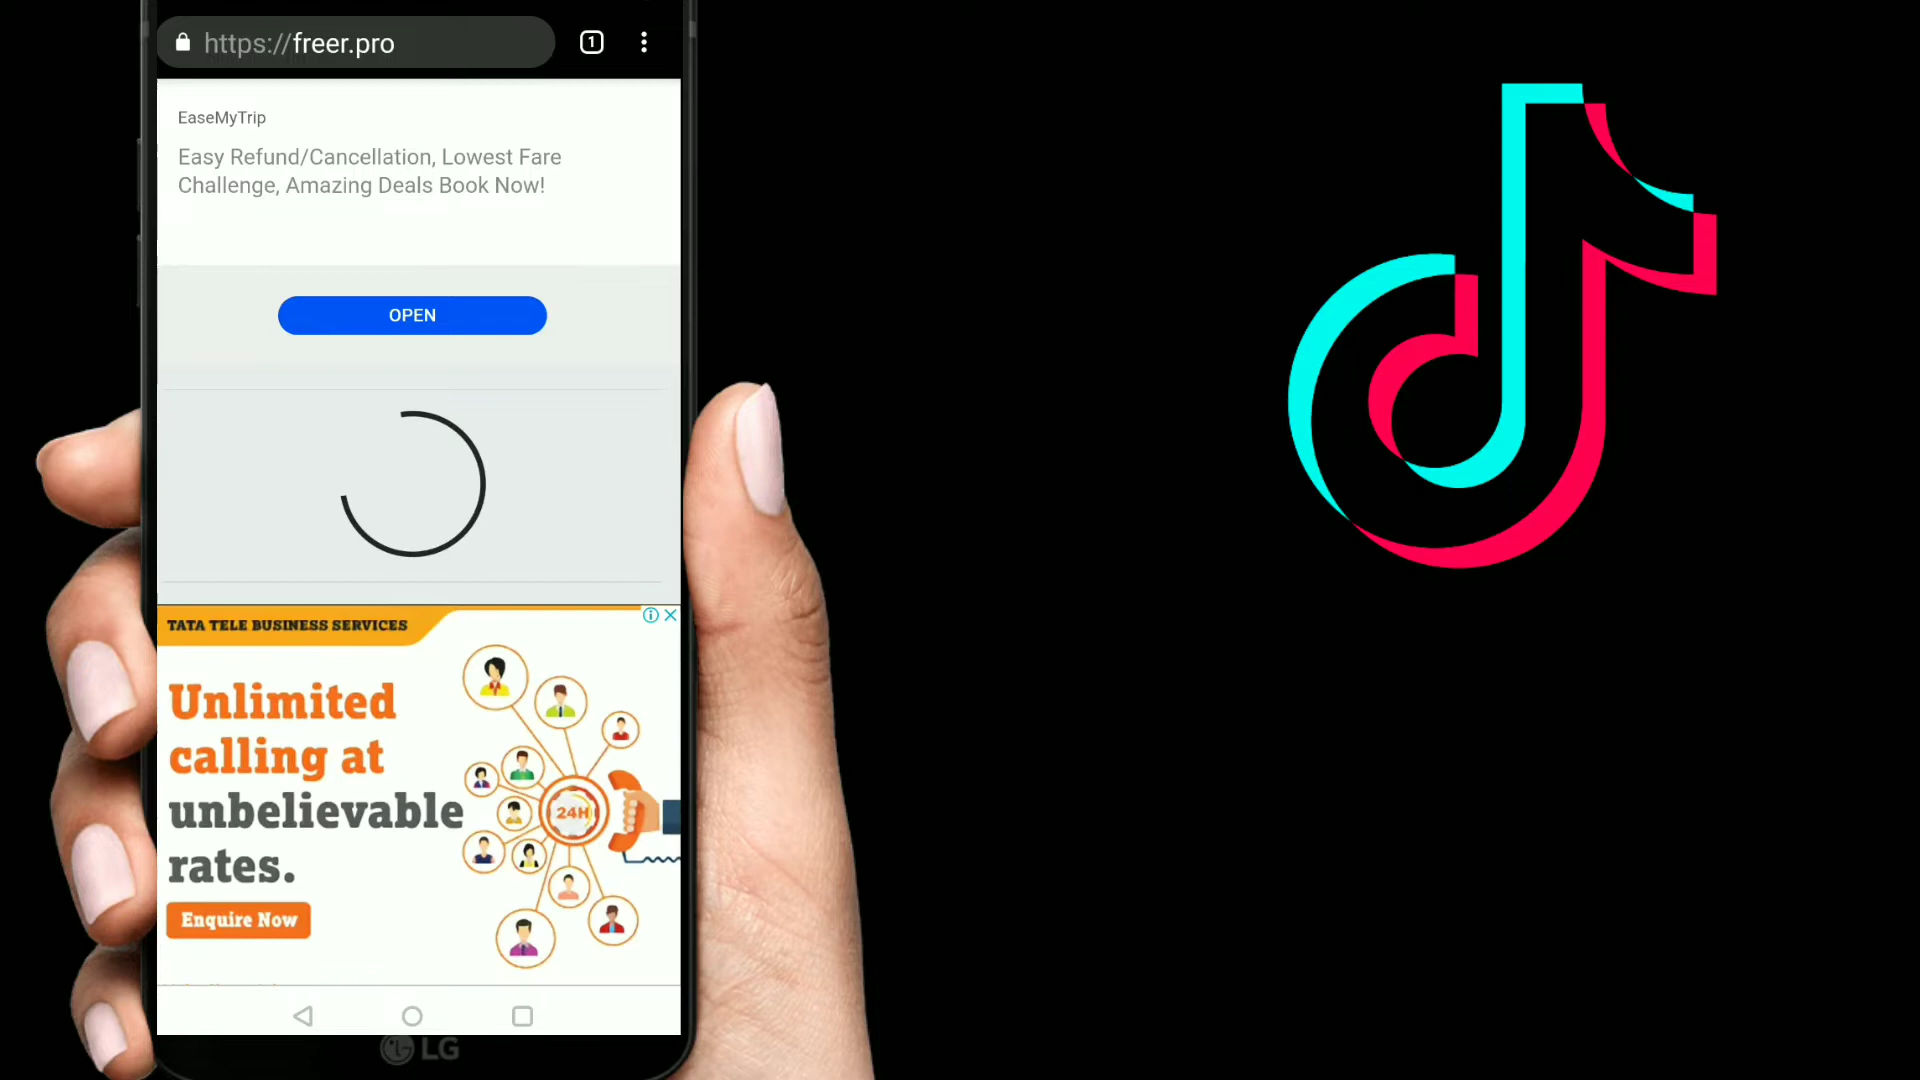 https://freer.pro
1
EaseMyTrip
Easy Refund/Cancellation, Lowest Fare
Challenge, Amazing Deals Book Now!
OPEN
TATA TELE BUSINESS SERVICES
Unlimited
calling at
unbelievable
rates.
24H
Enquire Now
LG